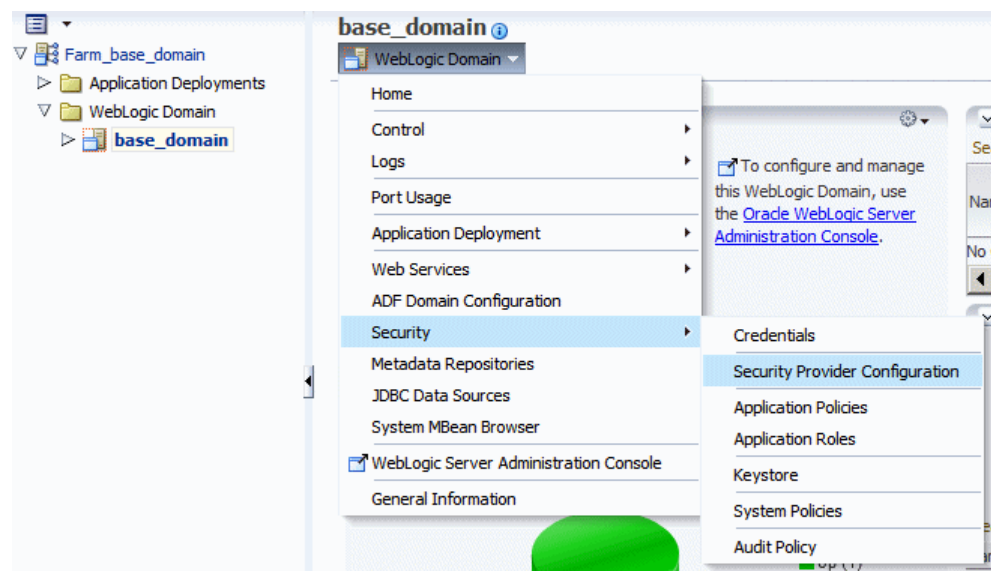 Farm_base_domain
Application Deployments
WebLogic Domain
base_domain
base_domain
WebLogic Domain
Home
Control
Logs
Port Usage
Application Deployment
Web Services
ADF Domain Configuration
Security
Metadata Repositories
JDBC Data Sources
System MBean Browser
WebLogic Server Administration Console
General Information
To configure and manage
this WebLogic Domain, use
the Oracle WebLogic Server
Administration Console.
Se
Nar
No
Credentials
Security Provider Configuration
Application Policies
Application Roles
Keystore
System Policies
Audit Policy